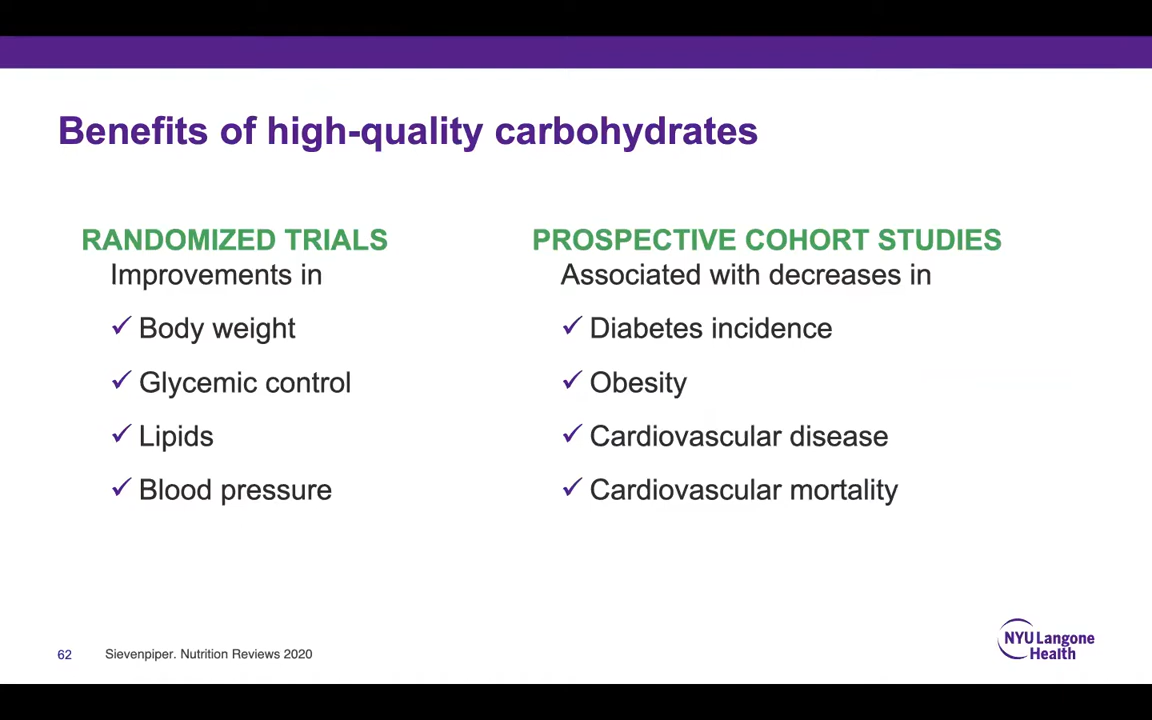 Benefits of high-quality carbohydrates
RANDOMIZED TRIALS
Improvements in
✓ Body weight
✓ Glycemic control
✓ Lipids
✓ Blood pressure
PROSPECTIVE COHORT STUDIES
Associated with decreases in
✓ Diabetes incidence
✓ Obesity
✓ Cardiovascular disease
✓ Cardiovascular mortality
62
Sievenpiper. Nutrition Reviews 2020
NYU Langone
Health